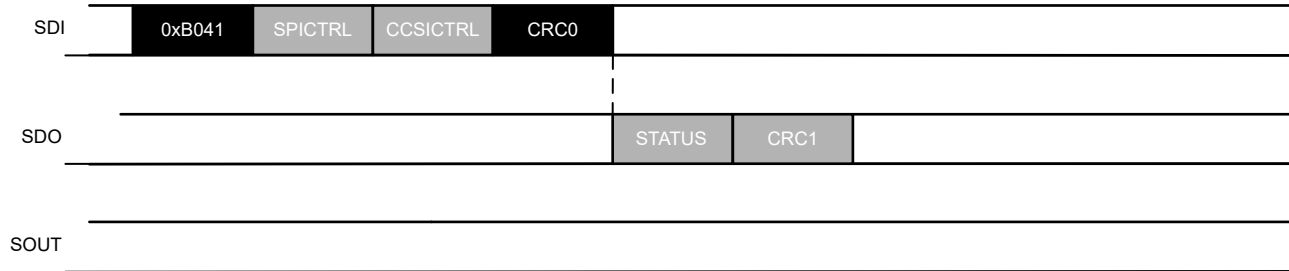 SDI 0xB041 SPICTRL CCSICTRL CRC0
SDO STATUS CRC1
SOUT